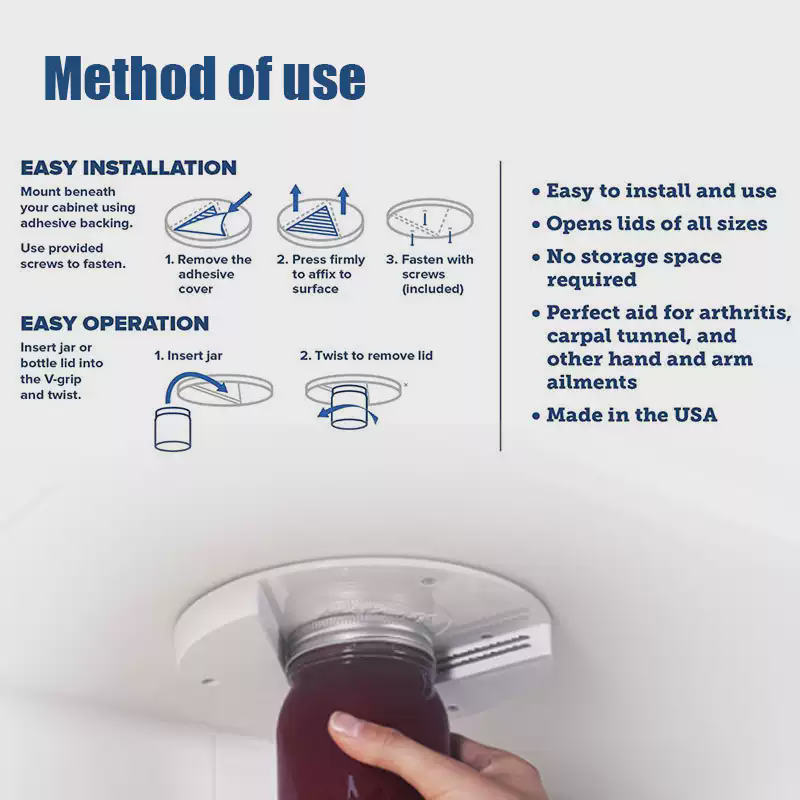 Method of use
EASY INSTALLATION
Mount beneath
your cabinet using
adhesive backing.
Use provided
screws to fasten.
1. Remove the
adhesive
cover
2. Press firmly
to affix to
surface
3. Fasten with
screws
(included)
EASY OPERATION
Insert jar or
bottle lid into
the V-grip
and twist.
1. Insert jar
2. Twist to remove lid
• Easy to install and use
• Opens lids of all sizes
• No storage space
required
• Perfect aid for arthritis,
carpal tunnel, and
other hand and arm
ailments
• Made in the USA